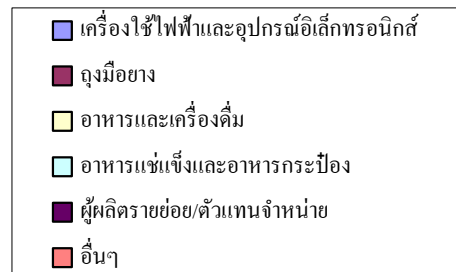 เครื่องใช้ไฟฟ้าและอุปกรณ์อิเล็กทรอนิกส์
ถุงมือยาง
อาหารและเครื่องดื่ม
อาหารแช่แข็งและอาหารกระป๋อง
ผู้ผลิตรายย่อย/ตัวแทนจำหน่าย
อื่นๆ